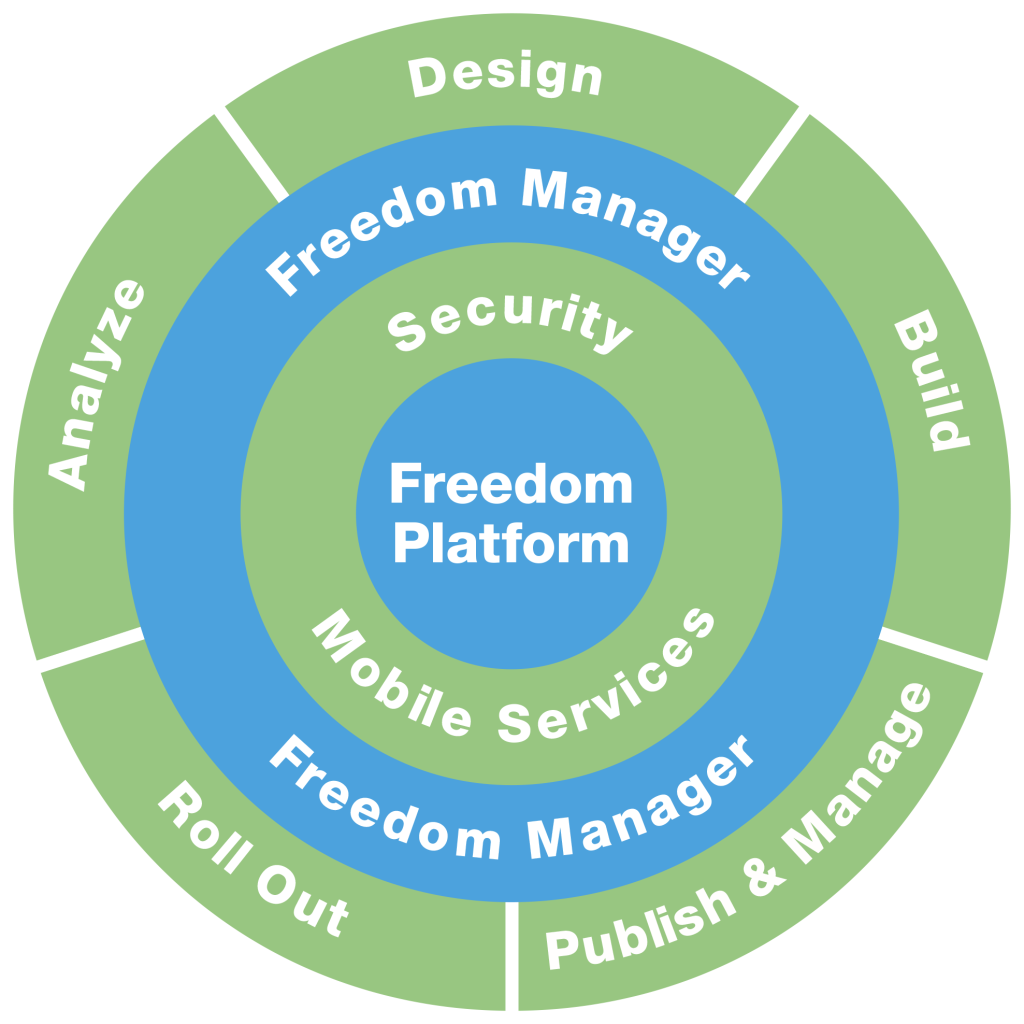 Design
Freedom Manager
Security
Analyze
Build
Freedom
Platform
Mobile Services
Freedom Manager
Roll Out
Publish & Manage